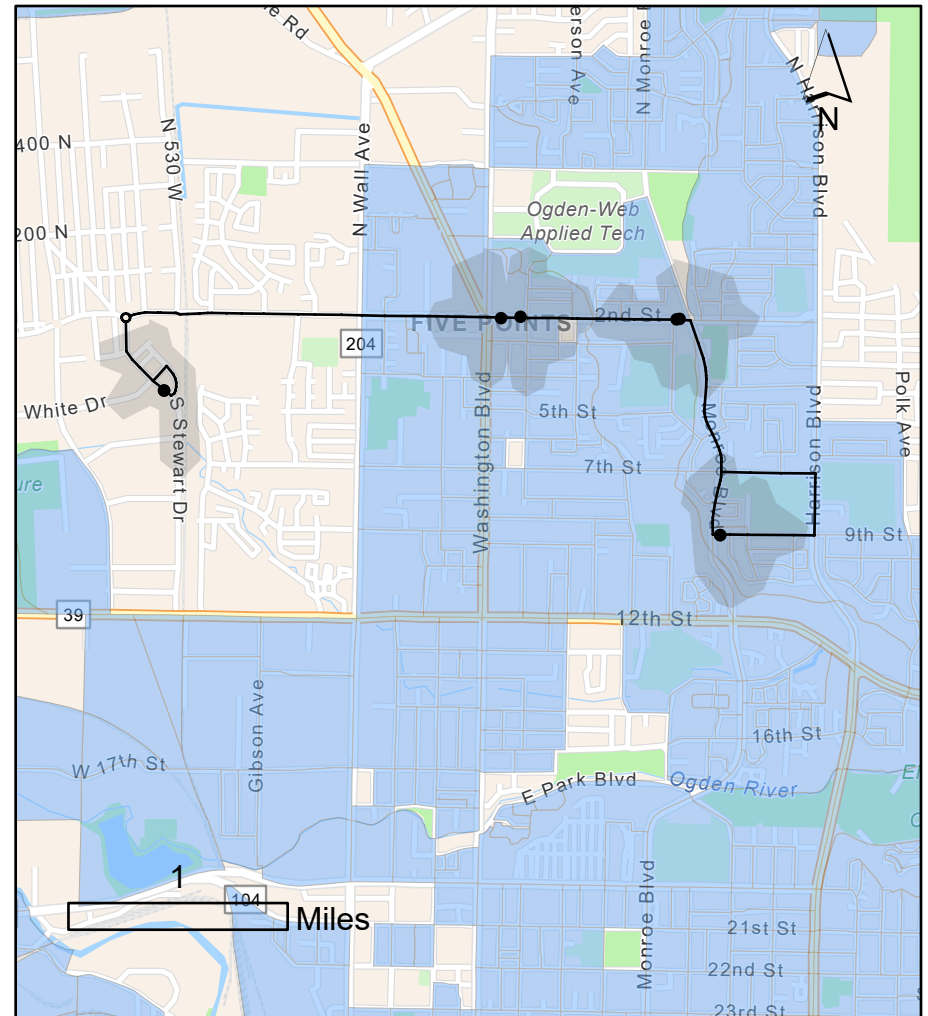 N Monroe
N Harrison Blvd
N
400 N
N 530 W
N Wall Ave
200 N
Ogden-Web
Applied Tech
FIVE POINTS
2nd St
204
White Dr
S Stewart Dr
5th St
7th St
Washington Blvd
Monroe Blvd
Harrison Blvd
Polk Ave
9th St
39
12th St
Gibson Ave
16th St
W 17th St
E Park Blvd
Ogden River
1
104
Miles
Monroe Blvd
21st St
22nd St
23rd St